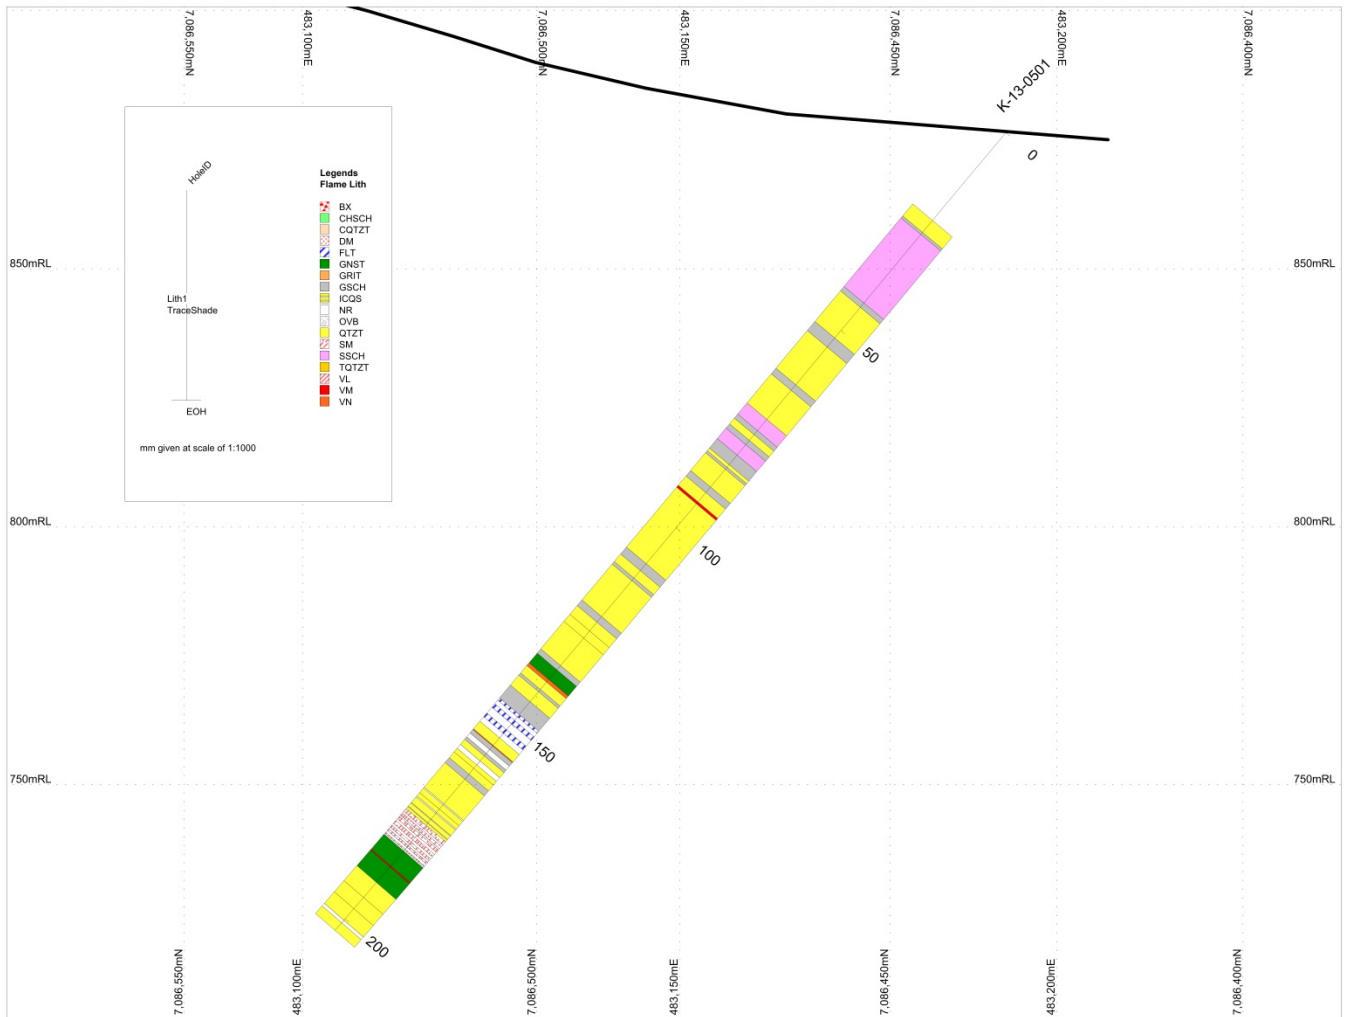 7,086,550mN
483,100mE
7,086,500mN
483,150mE
7,086,450mN
483,200mE
7,086,400mN
K-13-0501
0
HoleID
Lith1
TraceShade
EOH
mm given at scale of 1:1000
Legends
Flame Lith
BX
CHSCH
CQTZT
DM
FLT
GNST
GRIT
GSCH
ICQS
NR
OVB
QTZT
SM
SSCH
TQTZT
VL
VM
VN
850mRL
850mRL
50
800mRL
800mRL
100
150
750mRL
750mRL
200
7,086,550mN
483,100mE
7,086,500mN
483,150mE
7,086,450mN
483,200mE
7,086,400mN